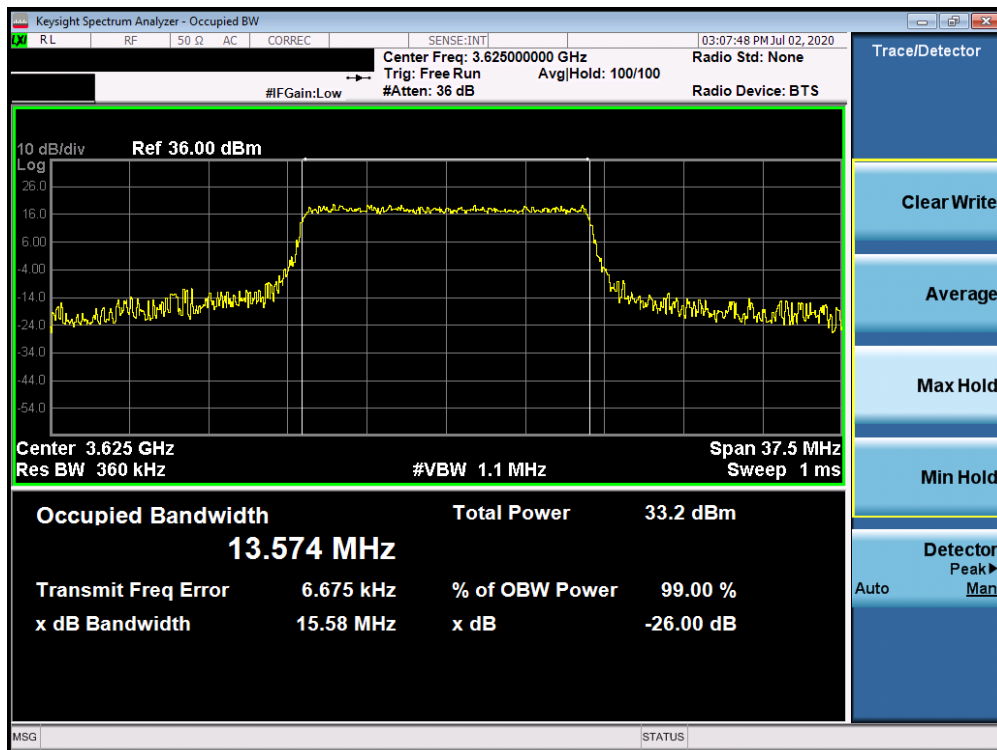 Keysight Spectrum Analyzer - Occupied BW
LXI RL RF 50 Ω AC CORREC SENSE:INT 03:07:48 PM Jul 02, 2020
Center Freq: 3.625000000 GHz Radio Std: None
Trig: Free Run Avg|Hold: 100/100
#IFGain:Low #Atten: 36 dB Radio Device: BTS
Trace/Detector
10 dB/div Ref 36.00 dBm
Log
26.0
16.0
6.00
-4.00
-14.0
-24.0
-34.0
-44.0
-54.0
Center 3.625 GHz Span 37.5 MHz
Res BW 360 kHz #VBW 1.1 MHz Sweep 1 ms
Occupied Bandwidth Total Power 33.2 dBm
13.574 MHz
Transmit Freq Error 6.675 kHz % of OBW Power 99.00 %
x dB Bandwidth 15.58 MHz x dB -26.00 dB
Clear Write
Average
Max Hold
Min Hold
Detector
Peak▶
Auto Man
MSG STATUS